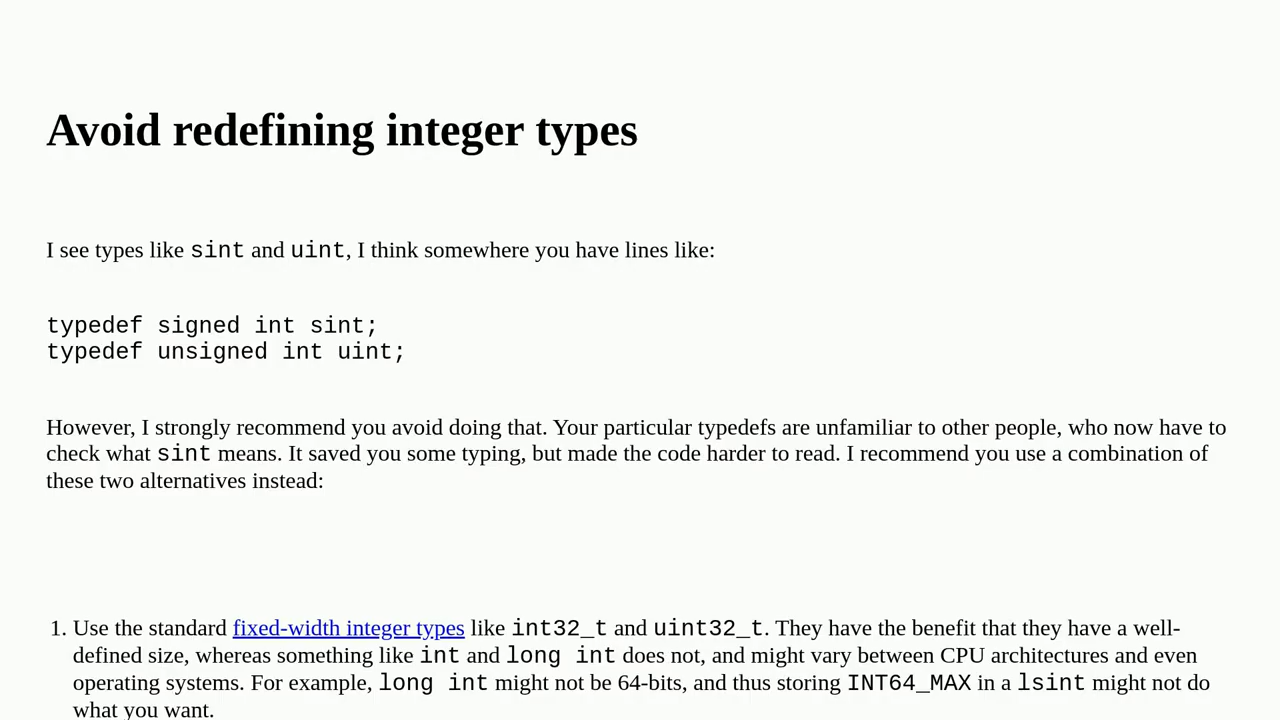 Avoid redefining integer types
I see types like sint and uint, I think somewhere you have lines like:
typedef signed int sint;
typedef unsigned int uint;
However, I strongly recommend you avoid doing that. Your particular typedefs are unfamiliar to other people, who now have to
check what sint means. It saved you some typing, but made the code harder to read. I recommend you use a combination of
these two alternatives instead:
1. Use the standard fixed-width integer types like int32_t and uint32_t. They have the benefit that they have a well-
defined size, whereas something like int and long int does not, and might vary between CPU architectures and even
operating systems. For example, long int might not be 64-bits, and thus storing INT64_MAX in a lsint might not do
what you want.